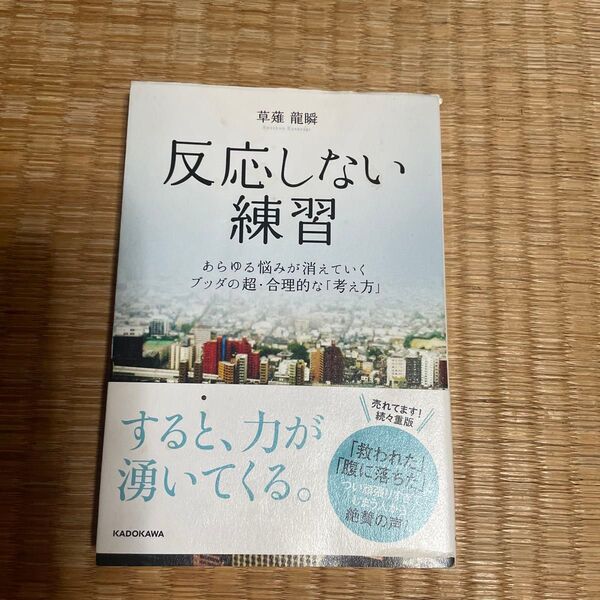 草薙 龍瞬
Ryushun Kusanagi
反応しない
練習
あらゆる悩みが消えていく
ブッダの超・合理的な「考え方」
すると、力が
湧いてくる。
売れてます!
続々重版
「救われた」
「腹に落ちた」
絶賛の声!
KADOKAWA